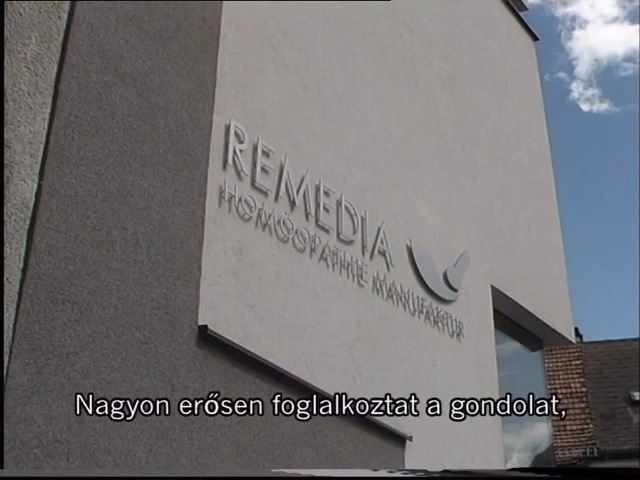 REMEDIA
HOMÖOPATHIE MANUFAKTUR
Nagyon erősen foglalkoztat a gondolat,